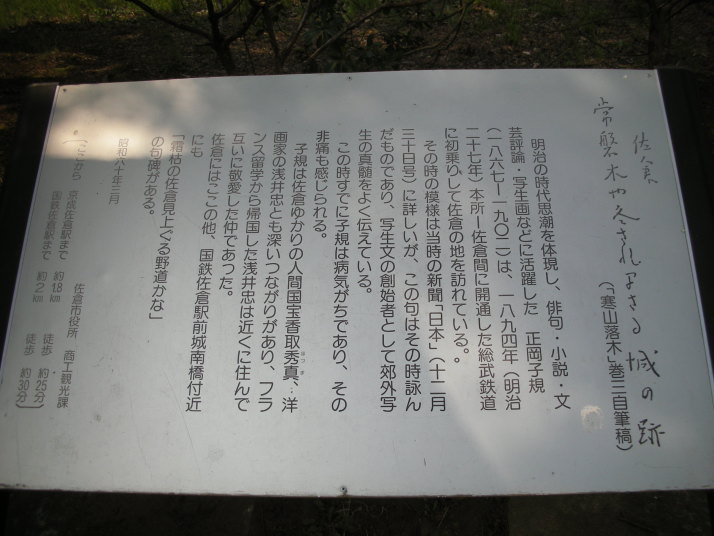 佐倉
常磐木や冬されまさる城の跡
(「寒山落木」巻三自筆稿)
明治の時代思潮を体現し、俳句・小説・文
芸評論・写生画などに活躍した 正岡子規
(一八六七ー一九〇二)は、一八九四年(明治
二十七年)本所ー佐倉間に開通した総武鉄道
に初乗りして佐倉の地を訪れている。
その時の模様は当時の新聞「日本」(十二月
三十日号)に詳しいが、この句はその時詠ん
だものであり、写生文の創始者として郊外写
生の真髄をよく伝えている。
この時すでに子規は病気がちであり、その
非痛も感じられる。
子規は佐倉ゆかりの人間国宝香取秀真、洋
ほつま
画家の浅井忠とも深いつながりがあり、フラ
ンス留学から帰国した浅井忠は近くに住んで
互いに敬愛した仲であつた。
佐倉にはここの他、国鉄佐倉駅前城南橋付近
にも
「霜枯の佐倉見上ぐる野道かな」
の句碑がある。
昭和六十年三月
佐倉市役所 商工観光課
(ここから 京成佐倉駅まで 約1.8km 徒歩 約25分
国鉄佐倉駅まで 約2km 徒歩 約30分)